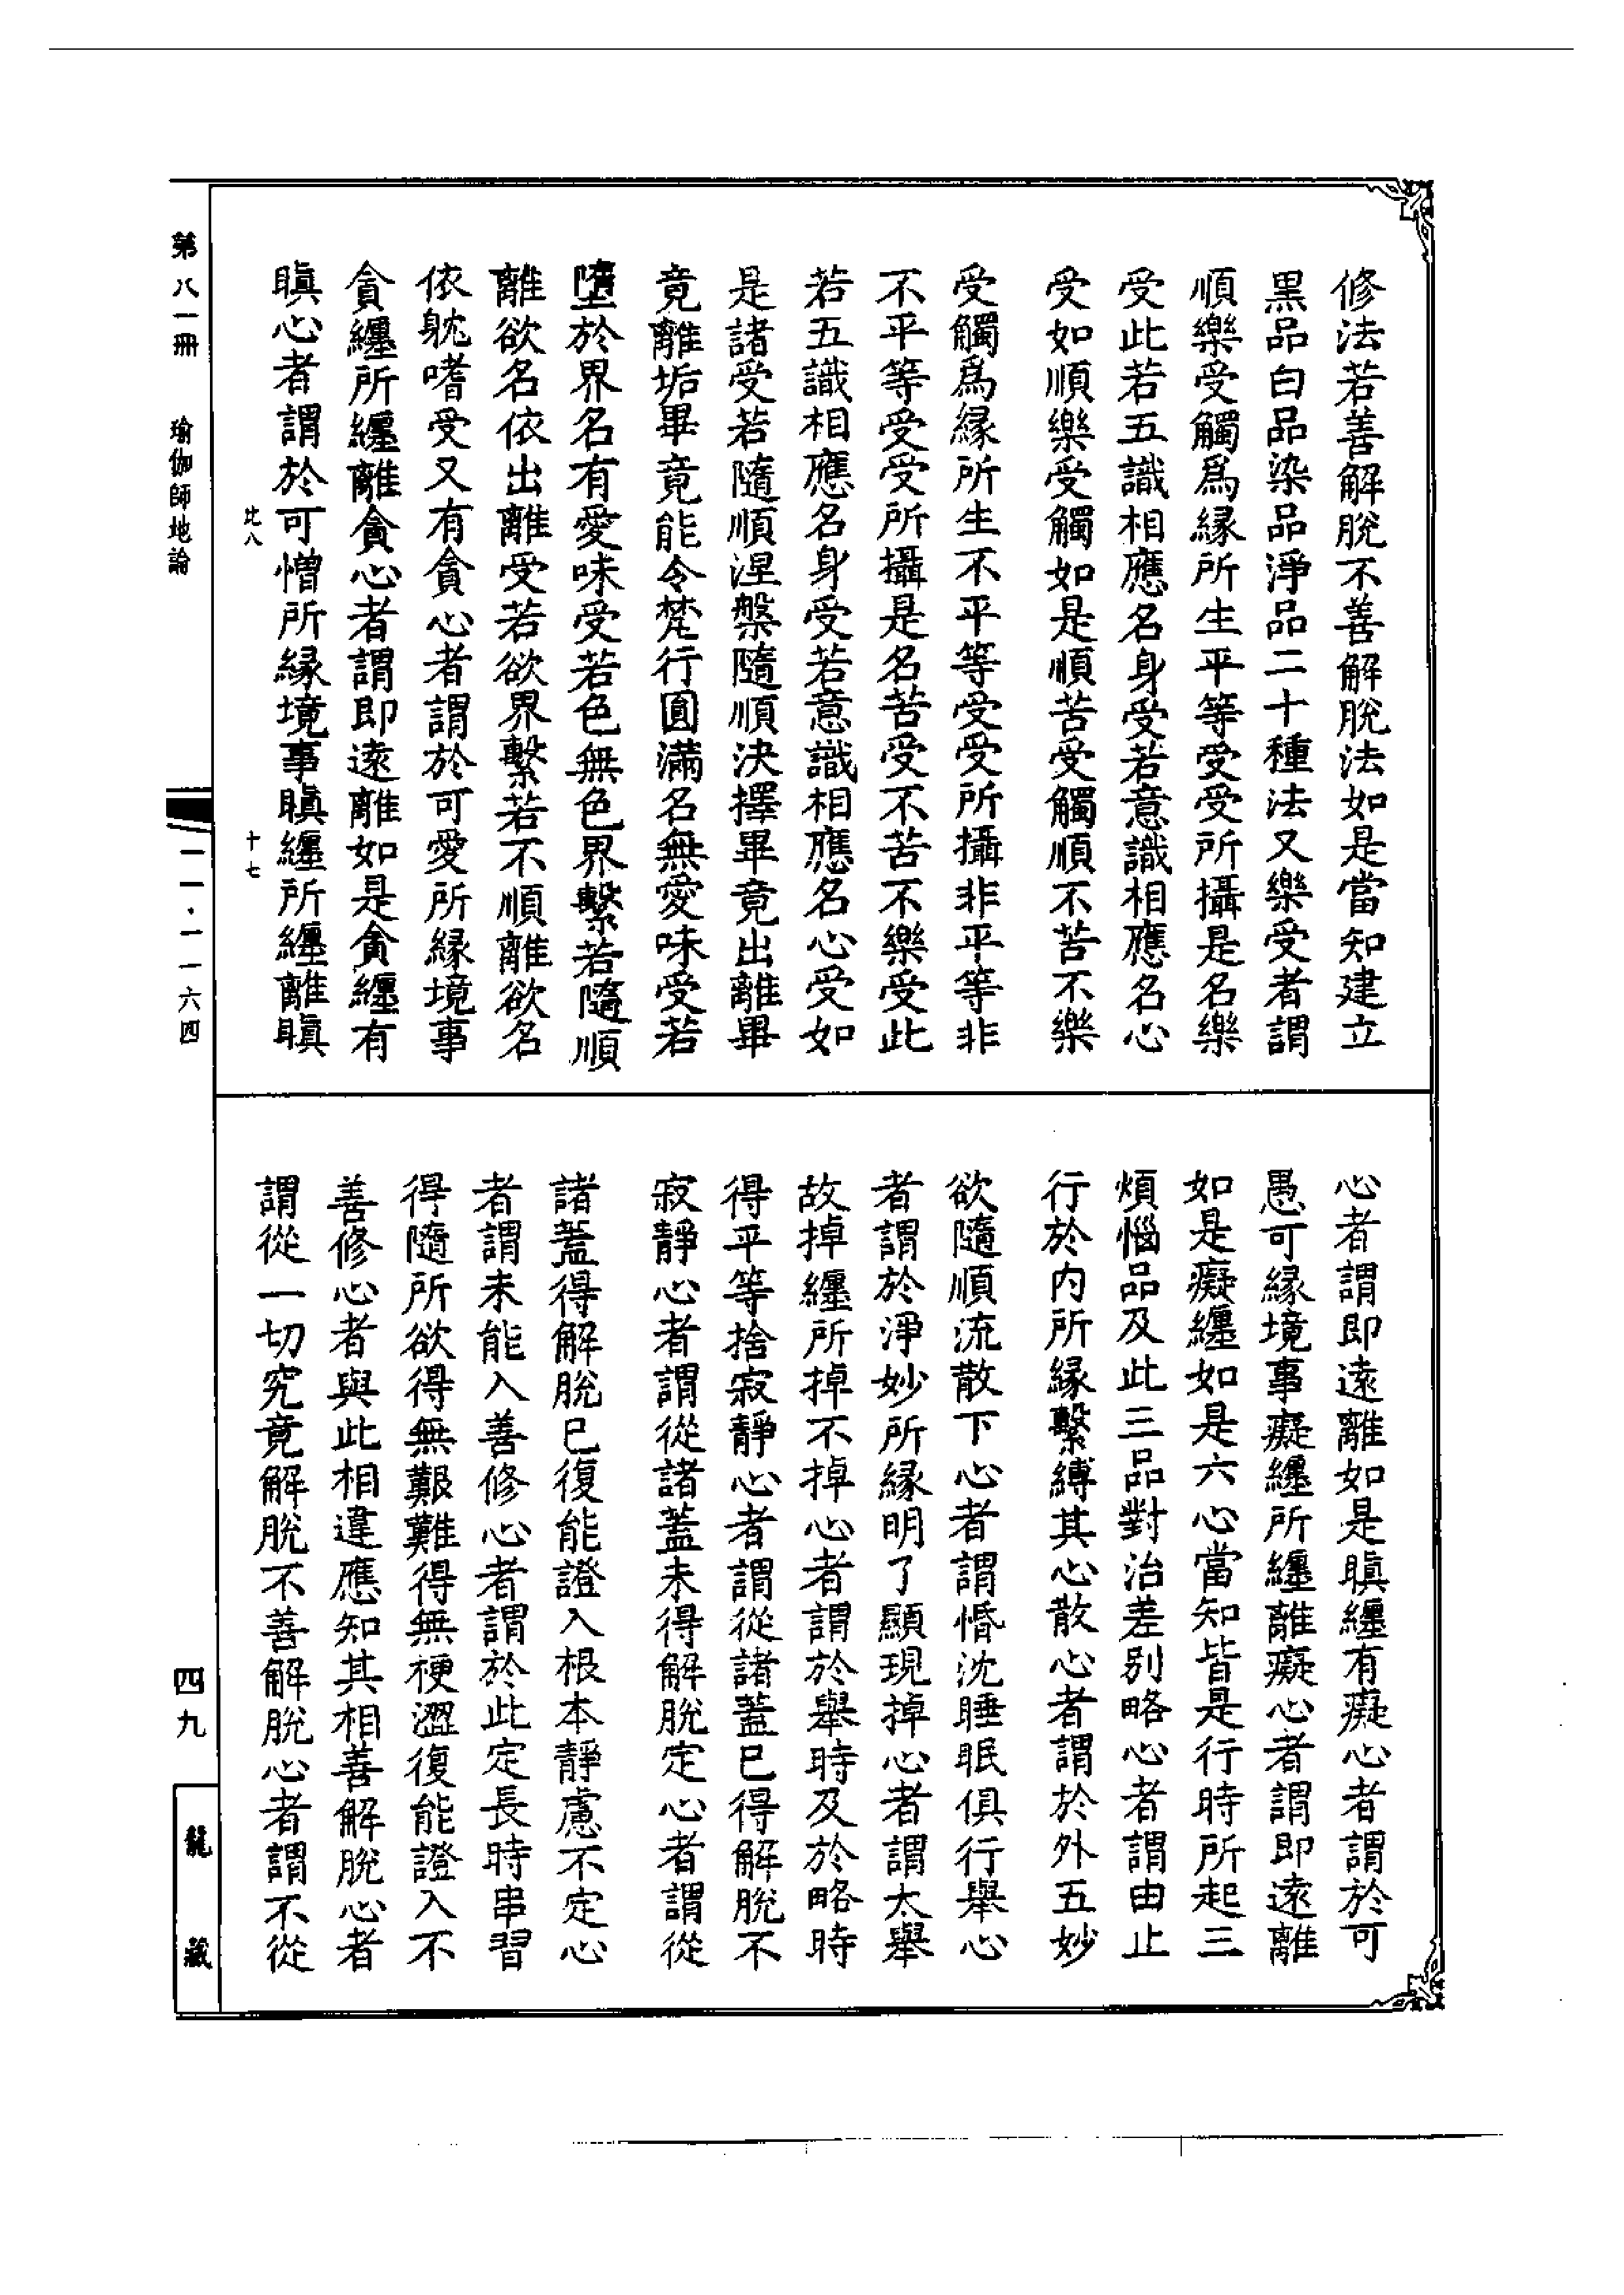 修法若善解脫不善解脫法如是當知建立
黑品白品染品淨品二十種法又樂受者謂
順樂受觸爲縁所生平等受受所攝是名樂
受此若五識相應名身受若意識相應名心
受如順樂受觸如是順苦受觸順不苦不樂
受觸爲縁所生不平等受受所攝非平等非
不平等受受所攝是名苦受不苦不樂受此
若五識相應名身受若意識相應名心受如
是諸受若隨順涅槃隨順決擇畢竟出離畢
竟離垢畢竟能令梵行圓滿名無愛味受若
墮於界名有愛味受若色無色界繫若隨順
離欲名依出離受若欲界繫若不順離欲名
依躭嗜受又有貪心者謂於可愛所縁境事
貪纏所纏離貪心者謂即遠離如是貪纏有
瞋心者謂於可憎所縁境事瞋纏所纏離瞋
心者謂即遠離如是瞋纏有癡心者謂於可
愚可縁境事癡纏所纏離癡心者謂即遠離
如是癡纏如是六心當知皆是行時所起三
煩惱品及此三品對治差別略心者謂由止
行於内所縁繫縛其心散心者謂於外五妙
欲隨順流散下心者謂惛沈睡眠俱行舉心
者謂於淨妙所縁明了顯現掉心者謂太舉
故掉纏所掉不掉心者謂於舉時及於略時
得平等捨寂靜心者謂從諸蓋已得解脫不
寂靜心者謂從諸蓋未得解脫定心者謂從
諸蓋得解脫已復能證入根本靜慮不定心
者謂未能入善修心者謂於此定長時串習
得隨所欲得無艱難得無梗澀復能證入不
善修心者與此相違應知其相善解脫心者
謂從一切究竟解脫不善解脫心者謂不從
比八 十七
第八一冊 瑜伽師地論 一一·一一六四 四九 龍藏